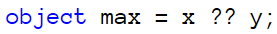 object max = x ?? y;